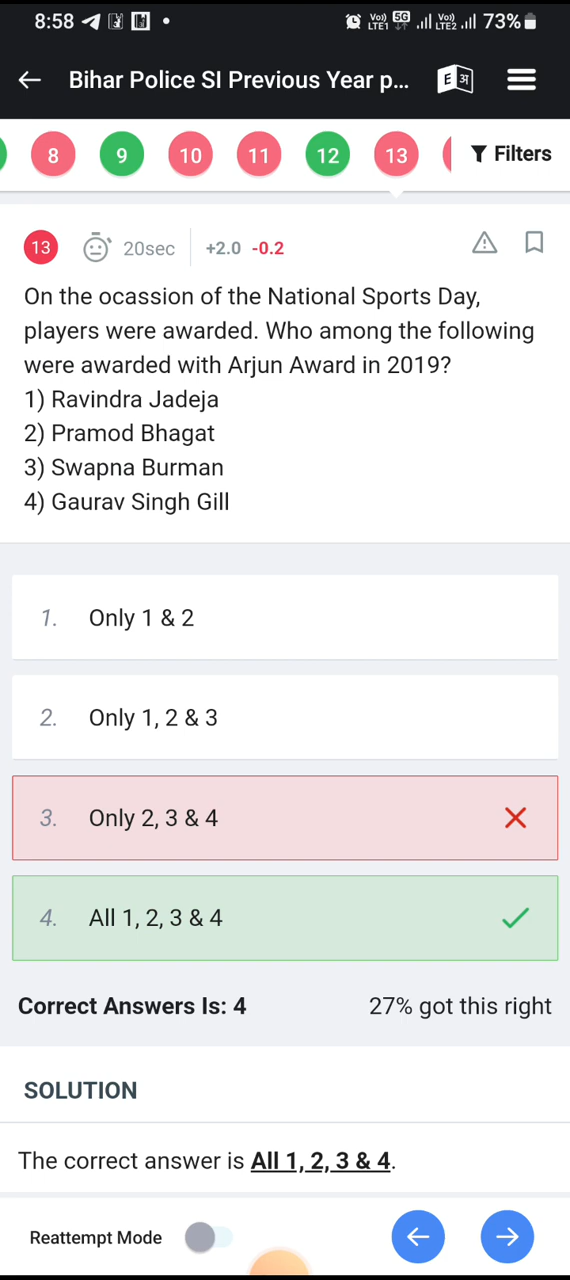 8:58
Vo)) LTE1 5G Vo)) LTE2 73%
Bihar Police SI Previous Year p...
E अ
8 9 10 11 12 13 Filters
13 20sec +2.0 -0.2
On the ocassion of the National Sports Day,
players were awarded. Who among the following
were awarded with Arjun Award in 2019?
1) Ravindra Jadeja
2) Pramod Bhagat
3) Swapna Burman
4) Gaurav Singh Gill
1. Only 1 & 2
2. Only 1, 2 & 3
3. Only 2, 3 & 4
4. All 1, 2, 3 & 4
Correct Answers Is: 4 27% got this right
SOLUTION
The correct answer is All 1, 2, 3 & 4.
Reattempt Mode